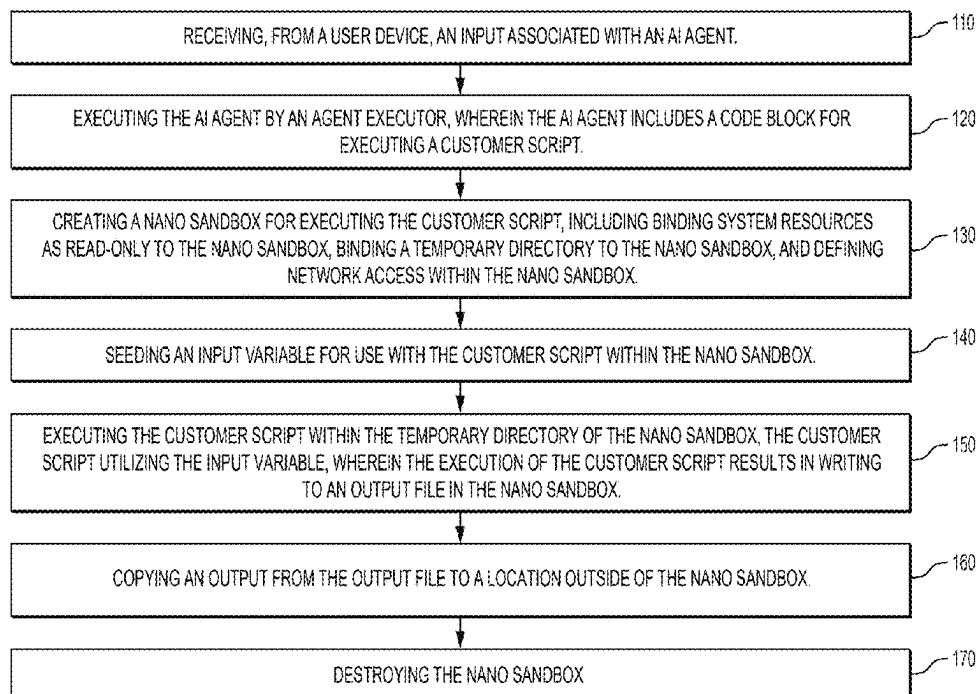 RECEIVING, FROM A USER DEVICE, AN INPUT ASSOCIATED WITH AN AI AGENT.
110
EXECUTING THE AI AGENT BY AN AGENT EXECUTOR, WHEREIN THE AI AGENT INCLUDES A CODE BLOCK FOR
EXECUTING A CUSTOMER SCRIPT.
120
CREATING A NANO SANDBOX FOR EXECUTING THE CUSTOMER SCRIPT, INCLUDING BINDING SYSTEM RESOURCES
AS READ-ONLY TO THE NANO SANDBOX, BINDING A TEMPORARY DIRECTORY TO THE NANO SANDBOX, AND DEFINING
NETWORK ACCESS WITHIN THE NANO SANDBOX.
130
SEEDING AN INPUT VARIABLE FOR USE WITH THE CUSTOMER SCRIPT WITHIN THE NANO SANDBOX.
140
EXECUTING THE CUSTOMER SCRIPT WITHIN THE TEMPORARY DIRECTORY OF THE NANO SANDBOX, THE CUSTOMER
SCRIPT UTILIZING THE INPUT VARIABLE, WHEREIN THE EXECUTION OF THE CUSTOMER SCRIPT RESULTS IN WRITING
TO AN OUTPUT FILE IN THE NANO SANDBOX.
150
COPYING AN OUTPUT FROM THE OUTPUT FILE TO A LOCATION OUTSIDE OF THE NANO SANDBOX.
160
DESTROYING THE NANO SANDBOX
170